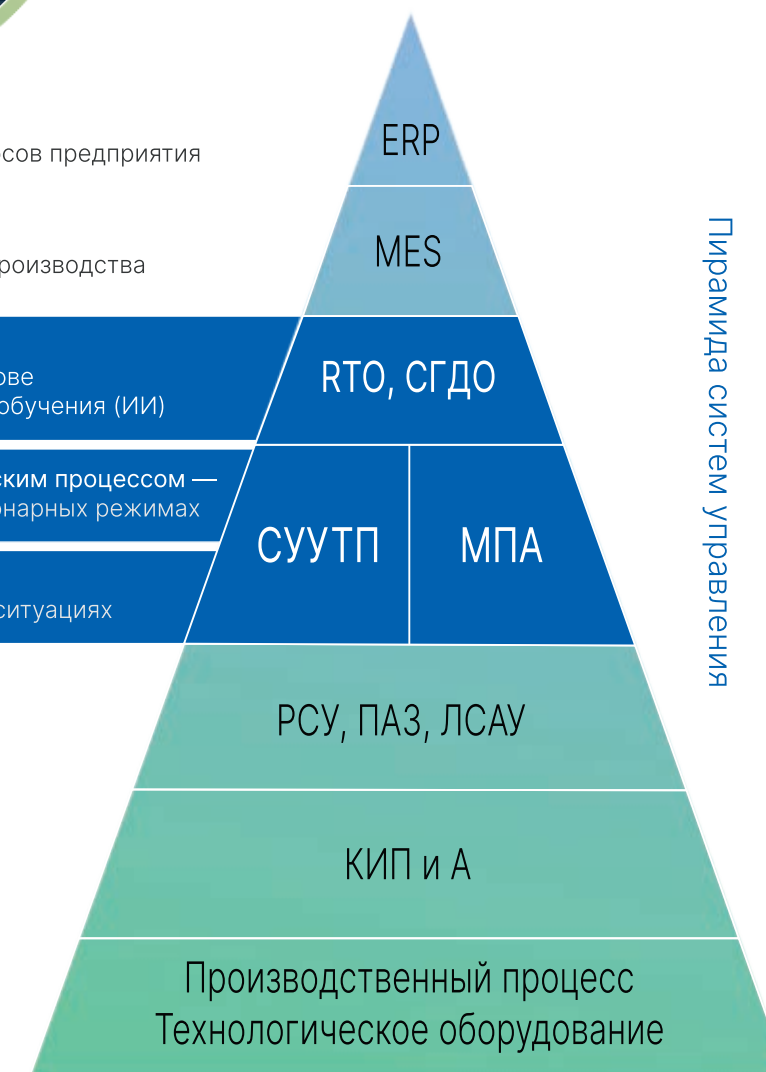 ERP
сов предприятия
MES
роизводства
RTO, СГДО
ове
обучения (ИИ)
ским процессом —
онарных режимах
СУУТП
МПА
ситуациях
РСУ, ПАЗ, ЛСАУ
КИП и А
Производственный процесс
Технологическое оборудование
Пирамида систем управления